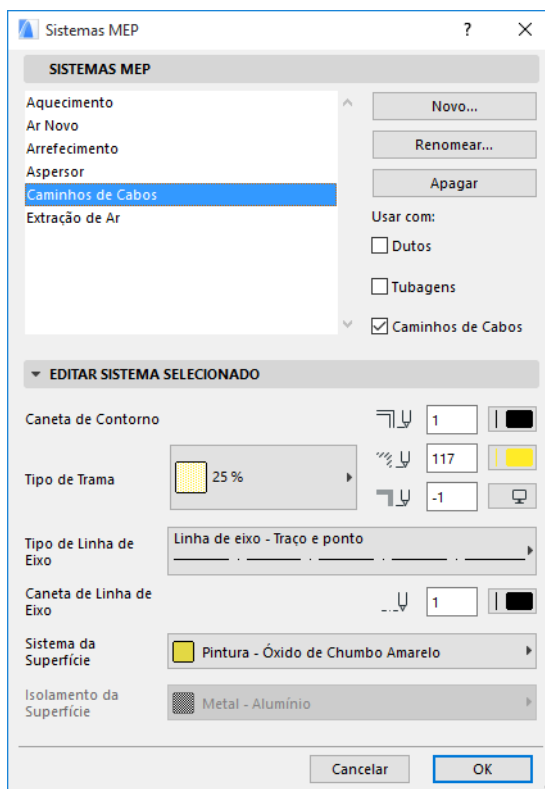 Sistemas MEP
?
SISTEMAS MEP
Aquecimento
Ar Novo
Arrefecimento
Aspersor
Caminhos de Cabos
Extração de Ar
Novo...
Renomear...
Apagar
Usar com:
Dutos
Tubagens
Caminhos de Cabos
EDITAR SISTEMA SELECIONADO
Caneta de Contorno
1
Tipo de Trama
25 %
117
-1
Tipo de Linha de
Eixo
Linha de eixo - Traço e ponto
Caneta de Linha de
Eixo
1
Sistema da
Superfície
Pintura - Óxido de Chumbo Amarelo
Isolamento da
Superfície
Metal - Alumínio
Cancelar
OK